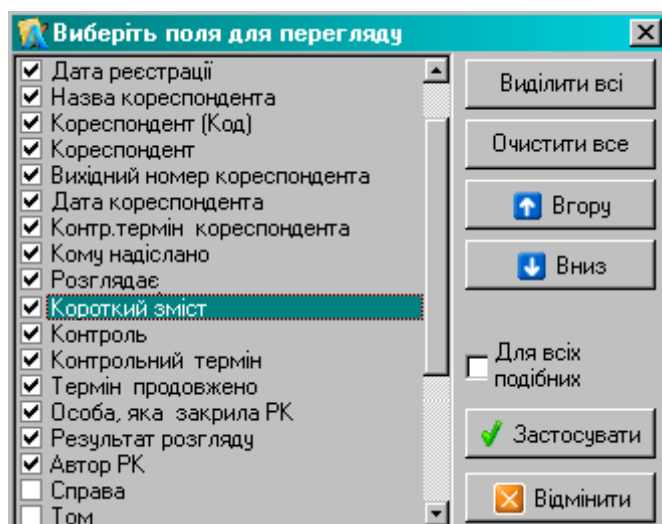 Виберіть поля для перегляду
Дата реєстрації
Назва кореспондента
Кореспондент (Код)
Кореспондент
Вихідний номер кореспондента
Дата кореспондента
Контр.термін кореспондента
Кому надіслано
Розглядає
Короткий зміст
Контроль
Контрольний термін
Термін продовжено
Особа, яка закрила РК
Результат розгляду
Автор РК
Справа
Том
Виділити всі
Очистити все
Вгору
Вниз
Для всіх
подібних
Застосувати
Відмінити